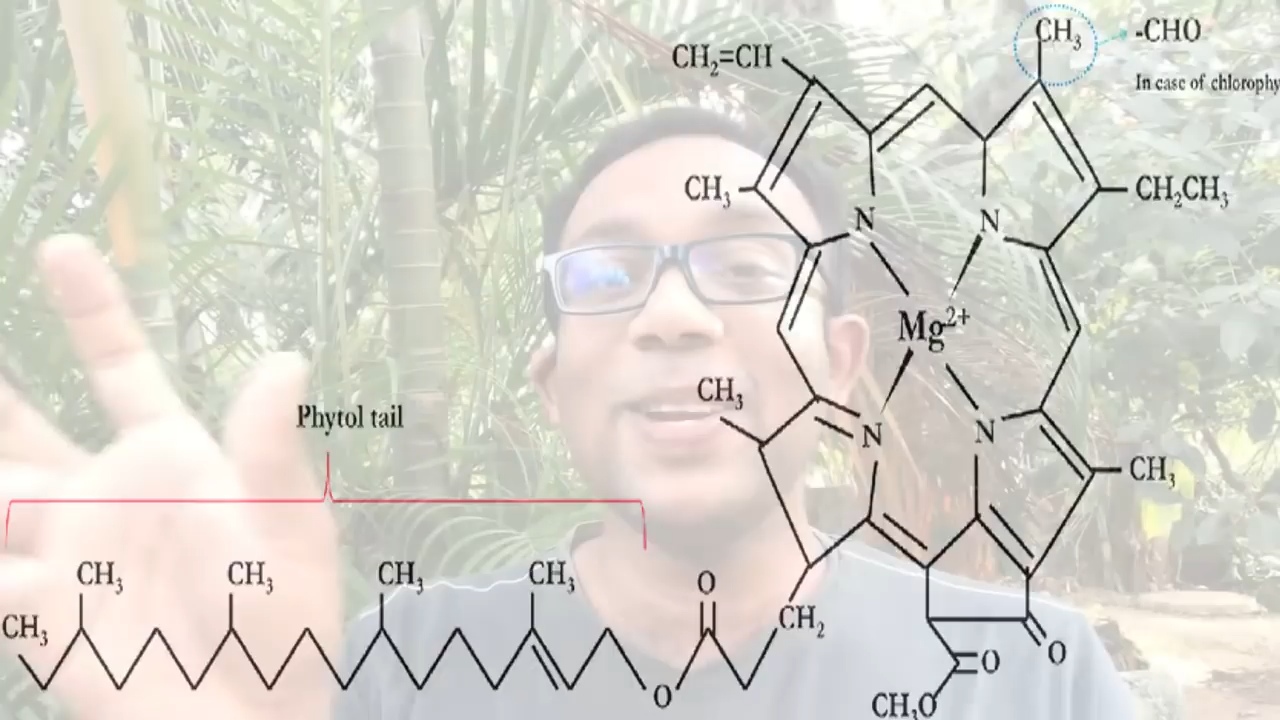 CH₃ -CHO
CH₂=CH
In case of chlorophy
CH₃ CH₂CH₃
N N
Mg²⁺
CH₃
Phytol tail
N N
CH₃
CH₃ CH₃ CH₃ CH₃ O
CH₃ CH₂
O O
O
CH₃O